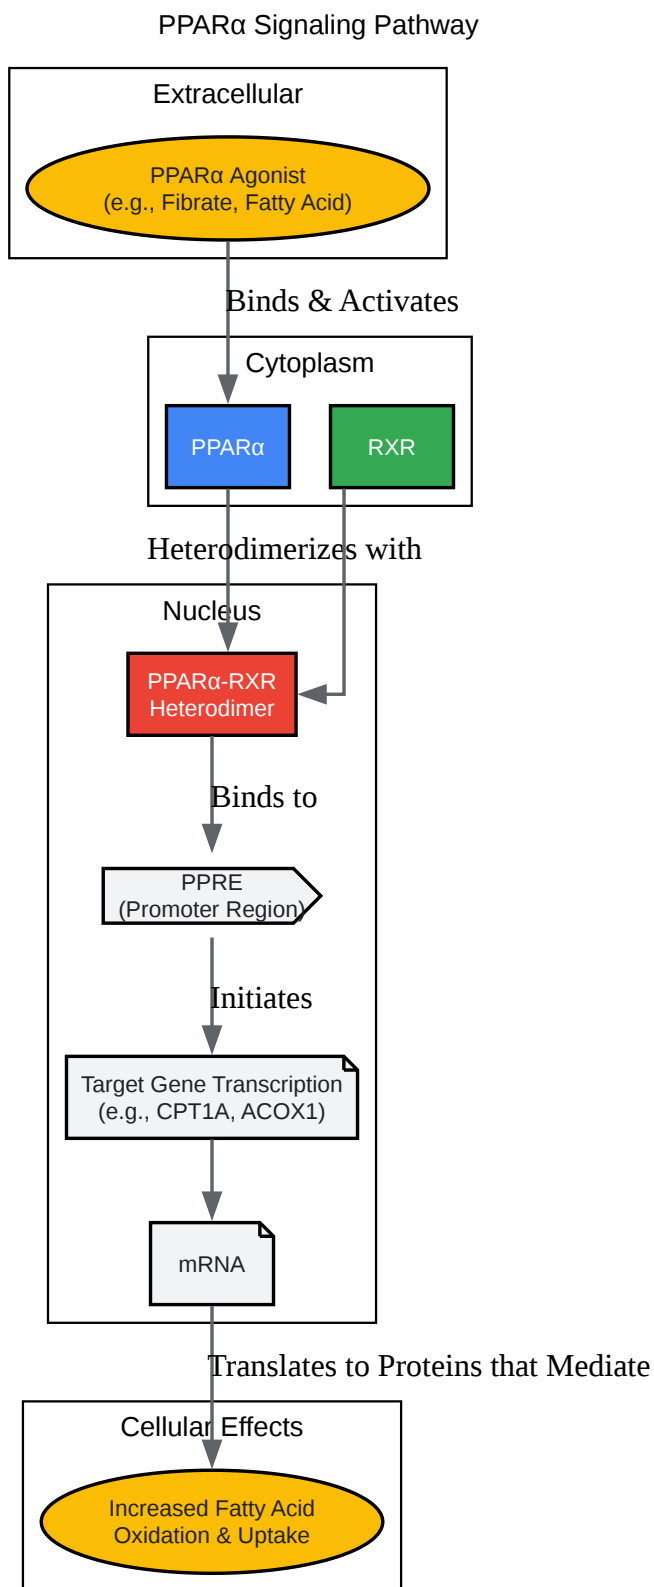 PPARα Signaling Pathway
Extracellular
PPARα Agonist
(e.g., Fibrate, Fatty Acid)
Binds & Activates
Cytoplasm
PPARα
RXR
Heterodimerizes with
Nucleus
PPARα-RXR
Heterodimer
Binds to
PPRE
(Promoter Region)
Initiates
Target Gene Transcription
(e.g., CPT1A, ACOX1)
mRNA
Translates to Proteins that Mediate
Cellular Effects
Increased Fatty Acid
Oxidation & Uptake